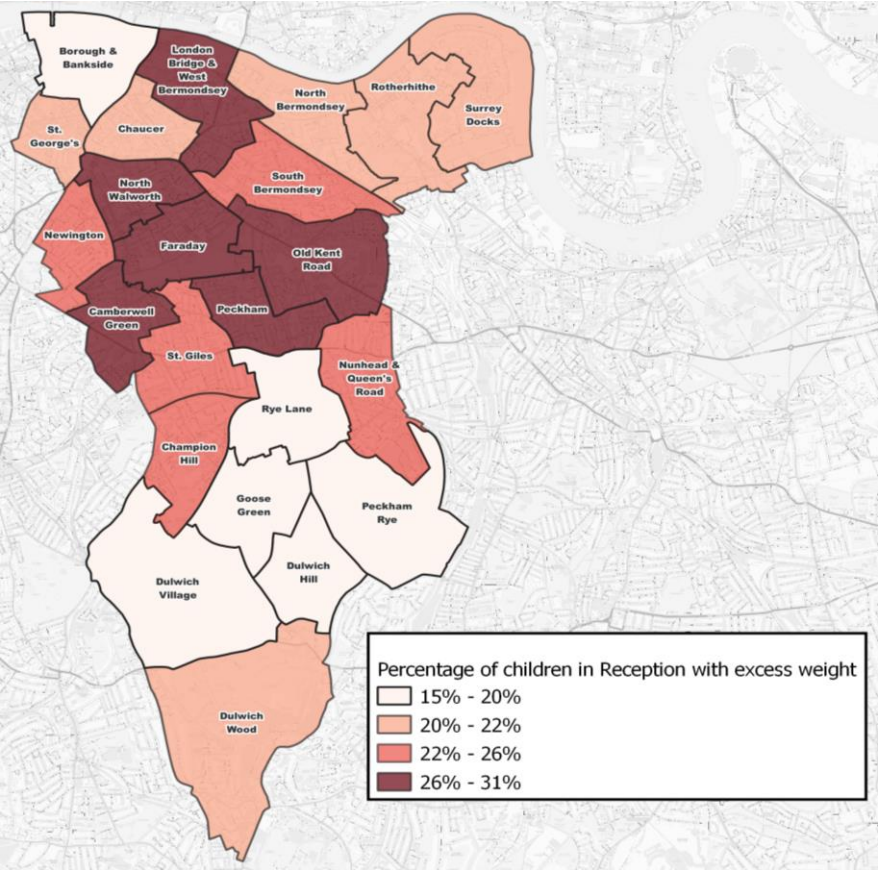 Borough &
Bankside
London
Bridge &
West
Bermondsey
North
Bermondsey
Rotherhithe
Surrey
Docks
St.
George's
Chaucer
South
Bermondsey
North
Walworth
Newington
Faraday
Old Kent
Road
Camberwell
Green
Peckham
St. Giles
Nunhead &
Queen's
Road
Rye Lane
Champion
Hill
Goose
Green
Peckham
Rye
Dulwich
Hill
Dulwich
Village
Dulwich
Wood
Percentage of children in Reception with excess weight
15% - 20%
20% - 22%
22% - 26%
26% - 31%